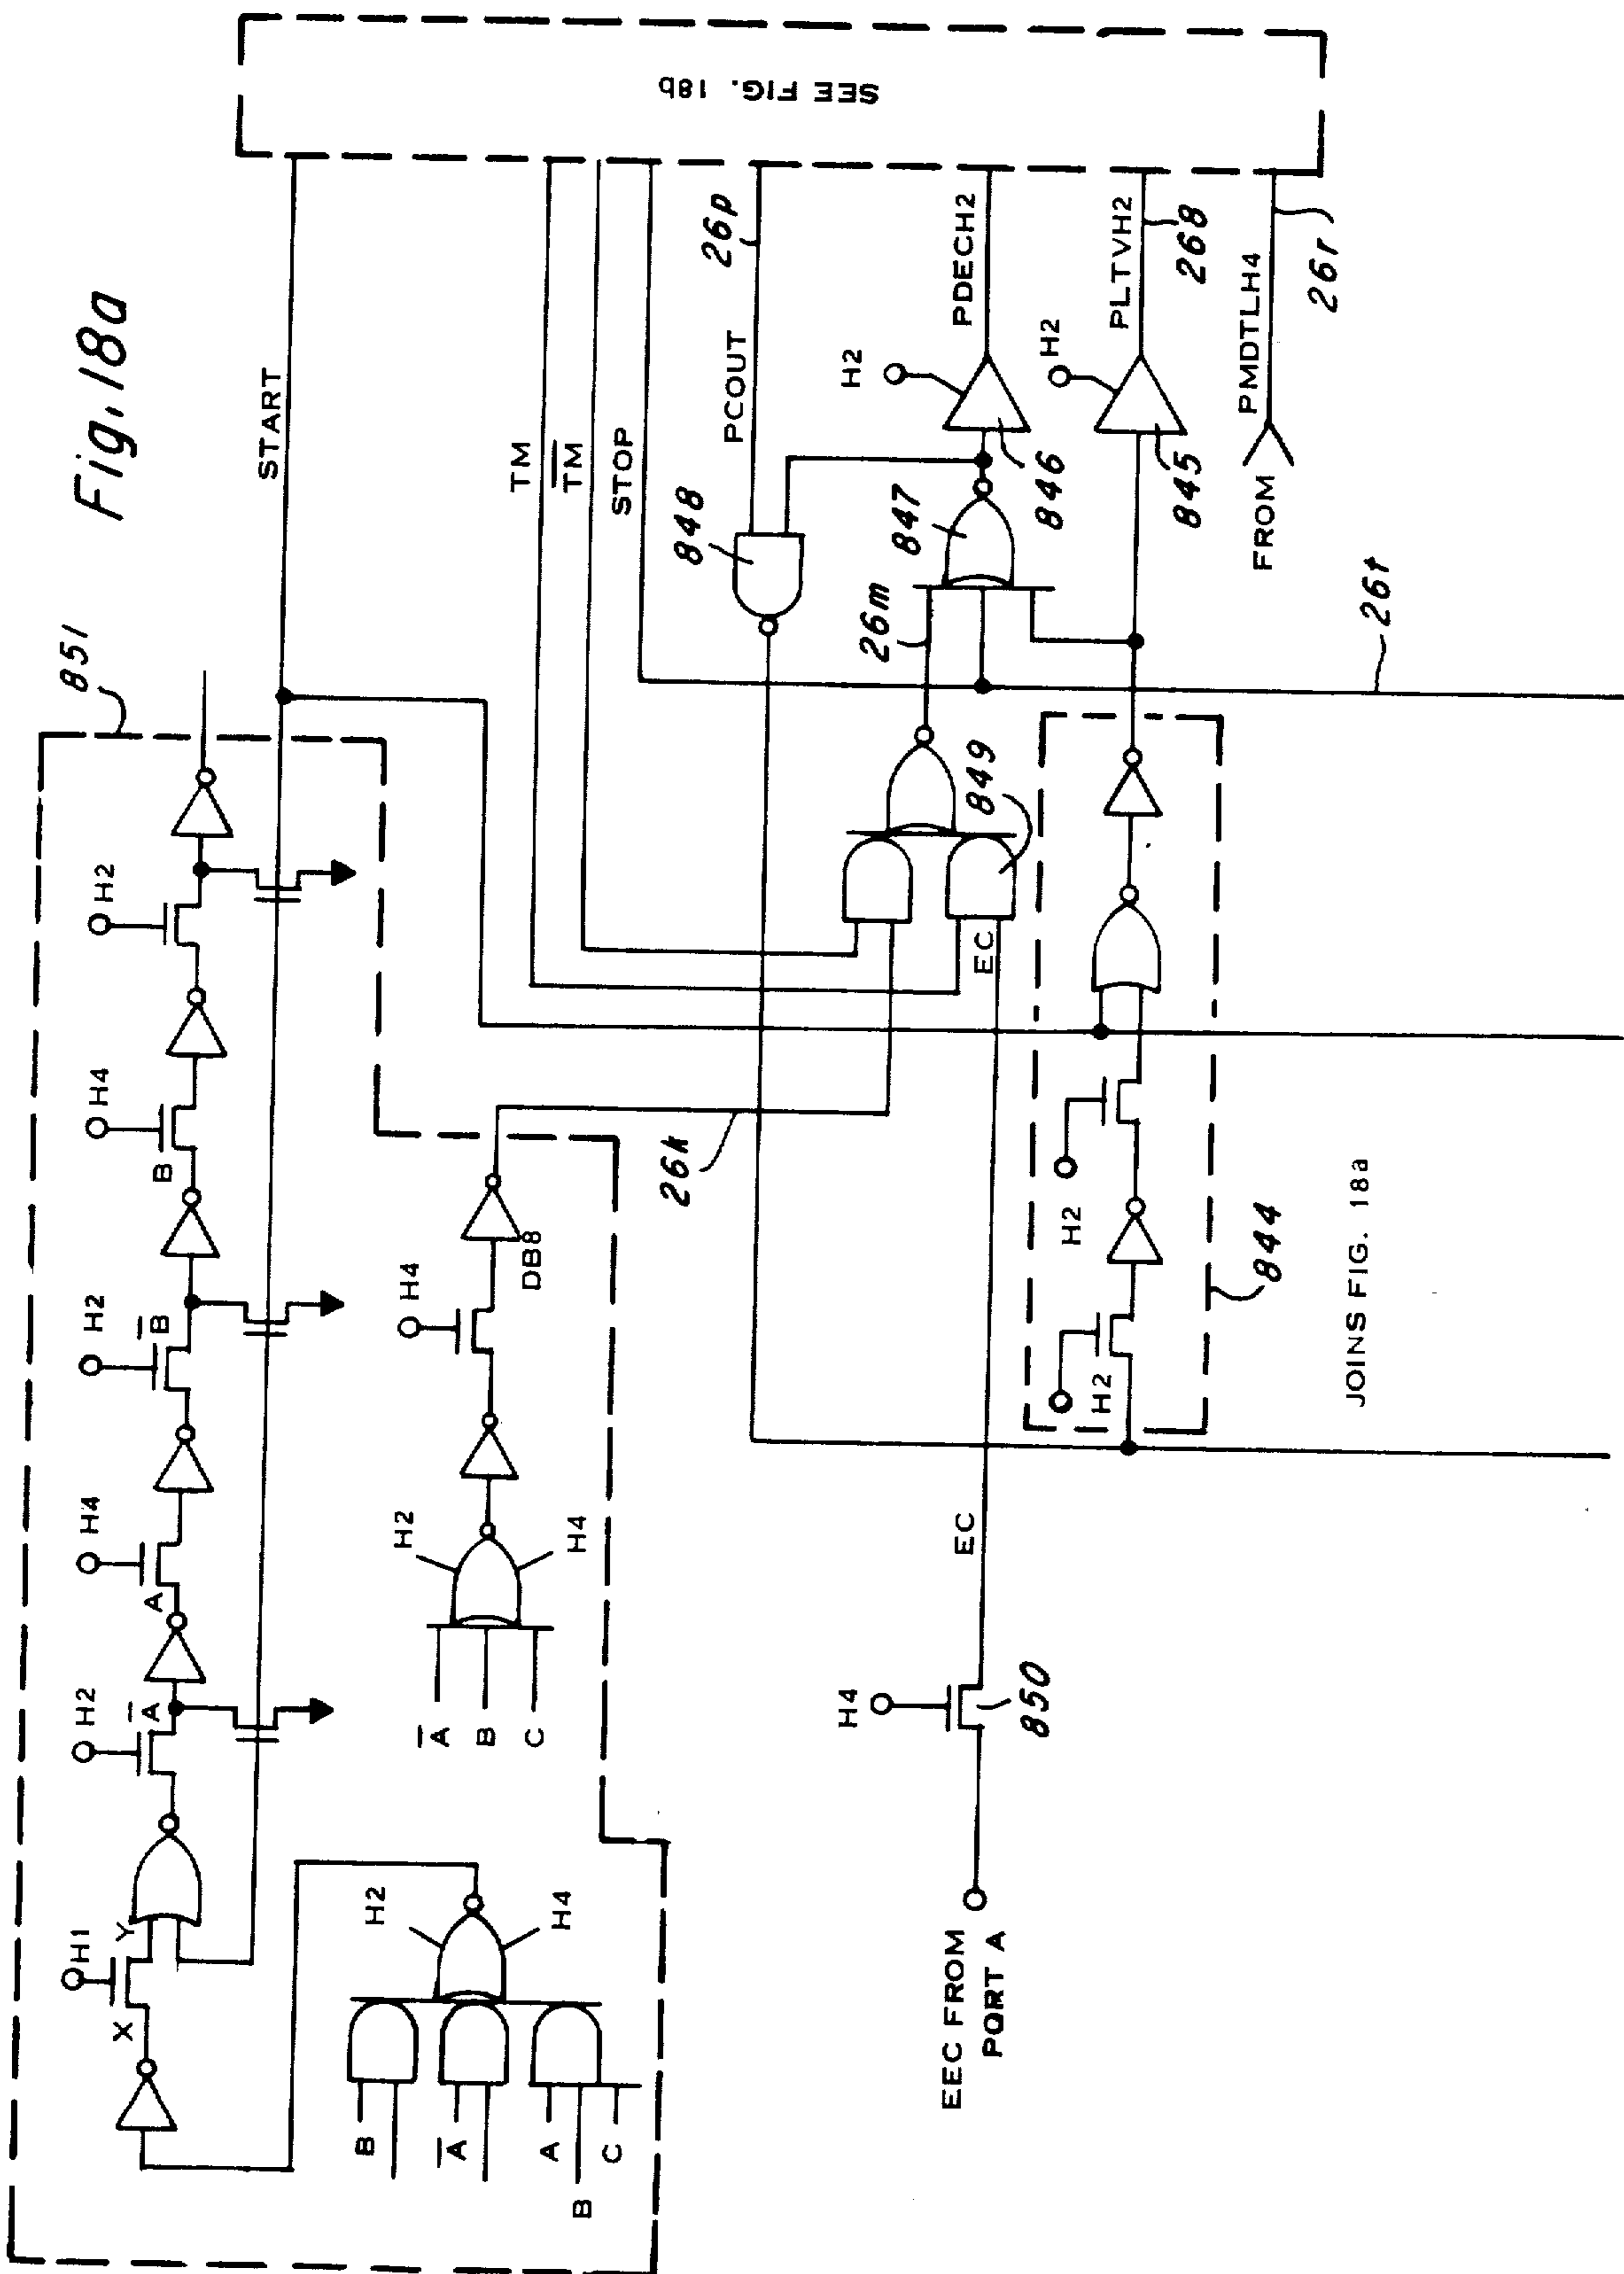 Fig. 18a
851
START
SEE FIG. 18b
TM
T̅M̅
STOP
26p
PCOUT
848
PDECH2
H2
846
847
26m
PLTVH2
268
H2
845
PMDTLH4
FROM
26r
26t
H2
H4
B
H2
B̅
H4
A
H2
A̅
H1
Y
X
H2
H4
B
A̅
A
B
C
H2
H4
A̅
B
C
H4
DB8
26k
849
EC
EC
H4
850
EEC FROM
PORT A
H2
H2
844
JOINS FIG. 18a